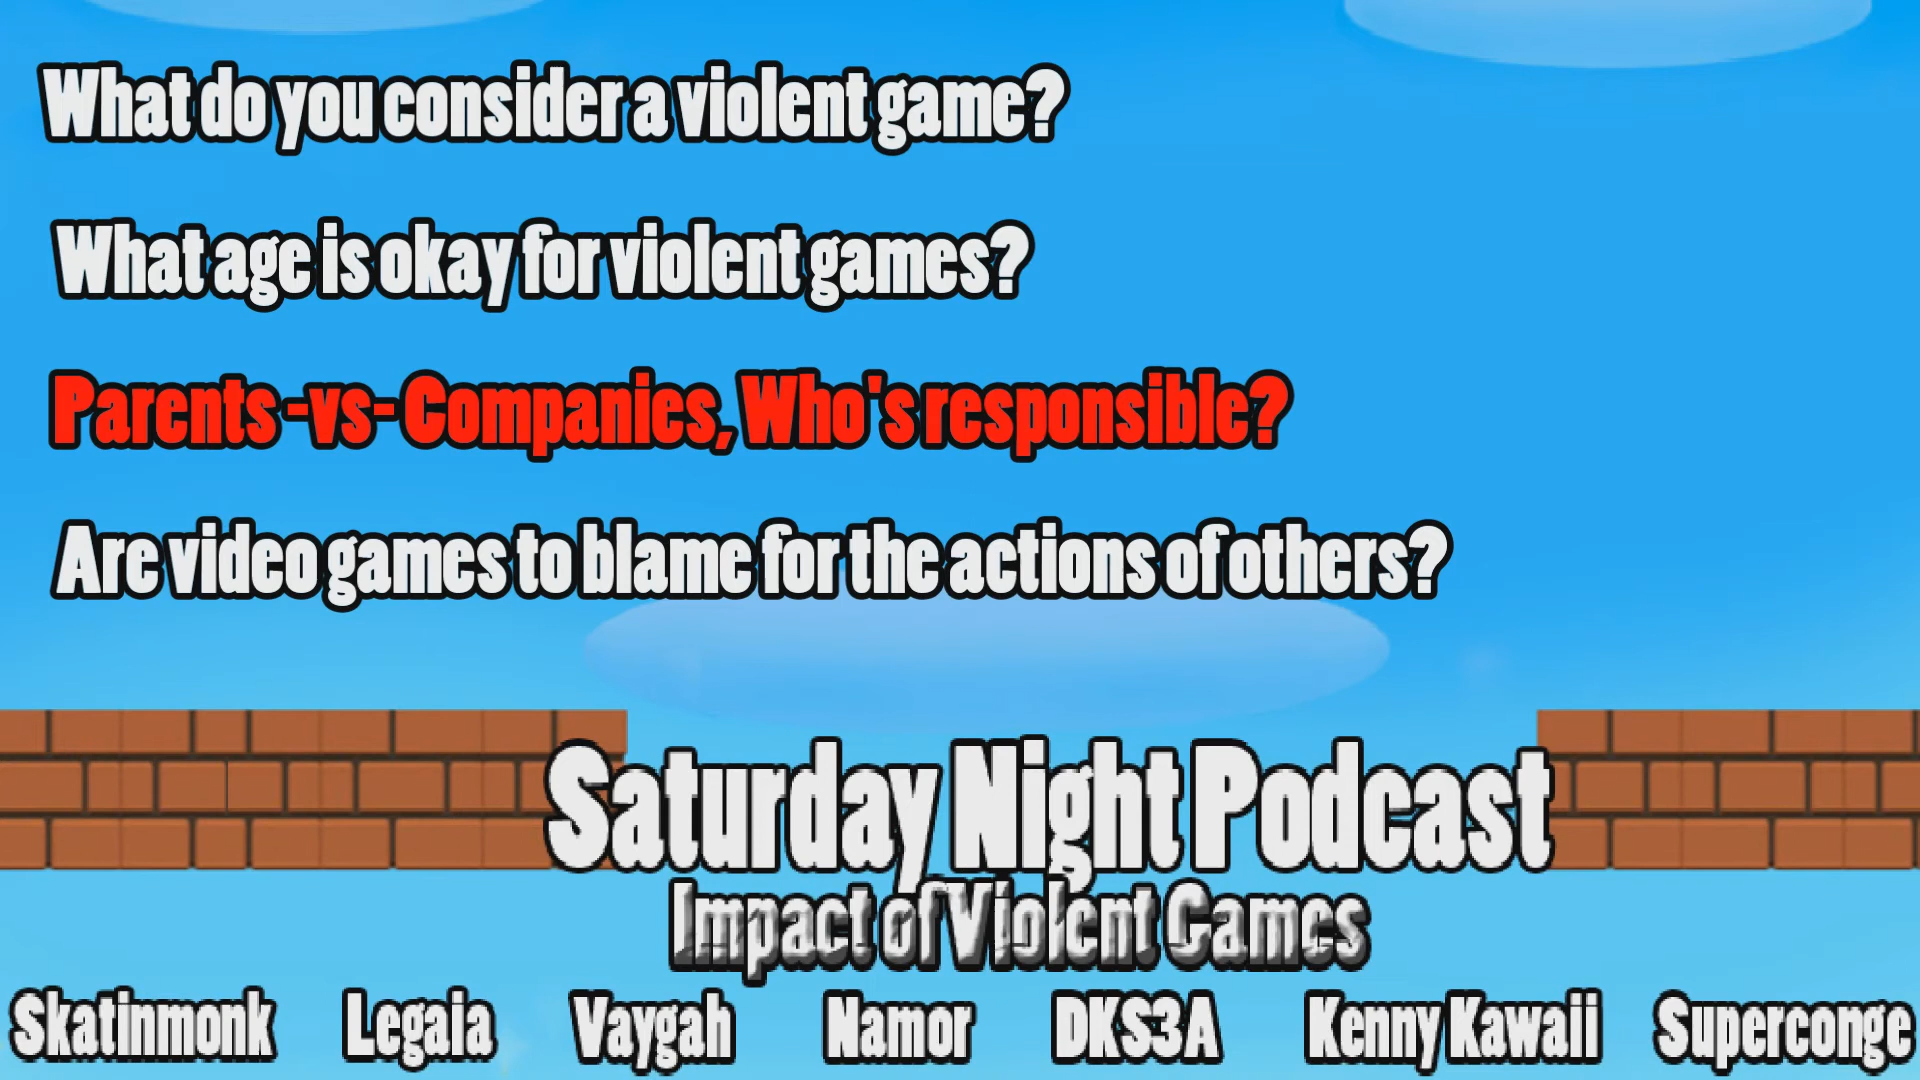 What do you consider a violent game?
What age is okay for violent games?
Parents -vs- Companies, Who's responsible?
Are video games to blame for the actions of others?
Saturday Night Podcast
Impact of Violent Games
Skatinmonk Legaia Vaygah Namor DKS3A Kenny Kawaii Superconge